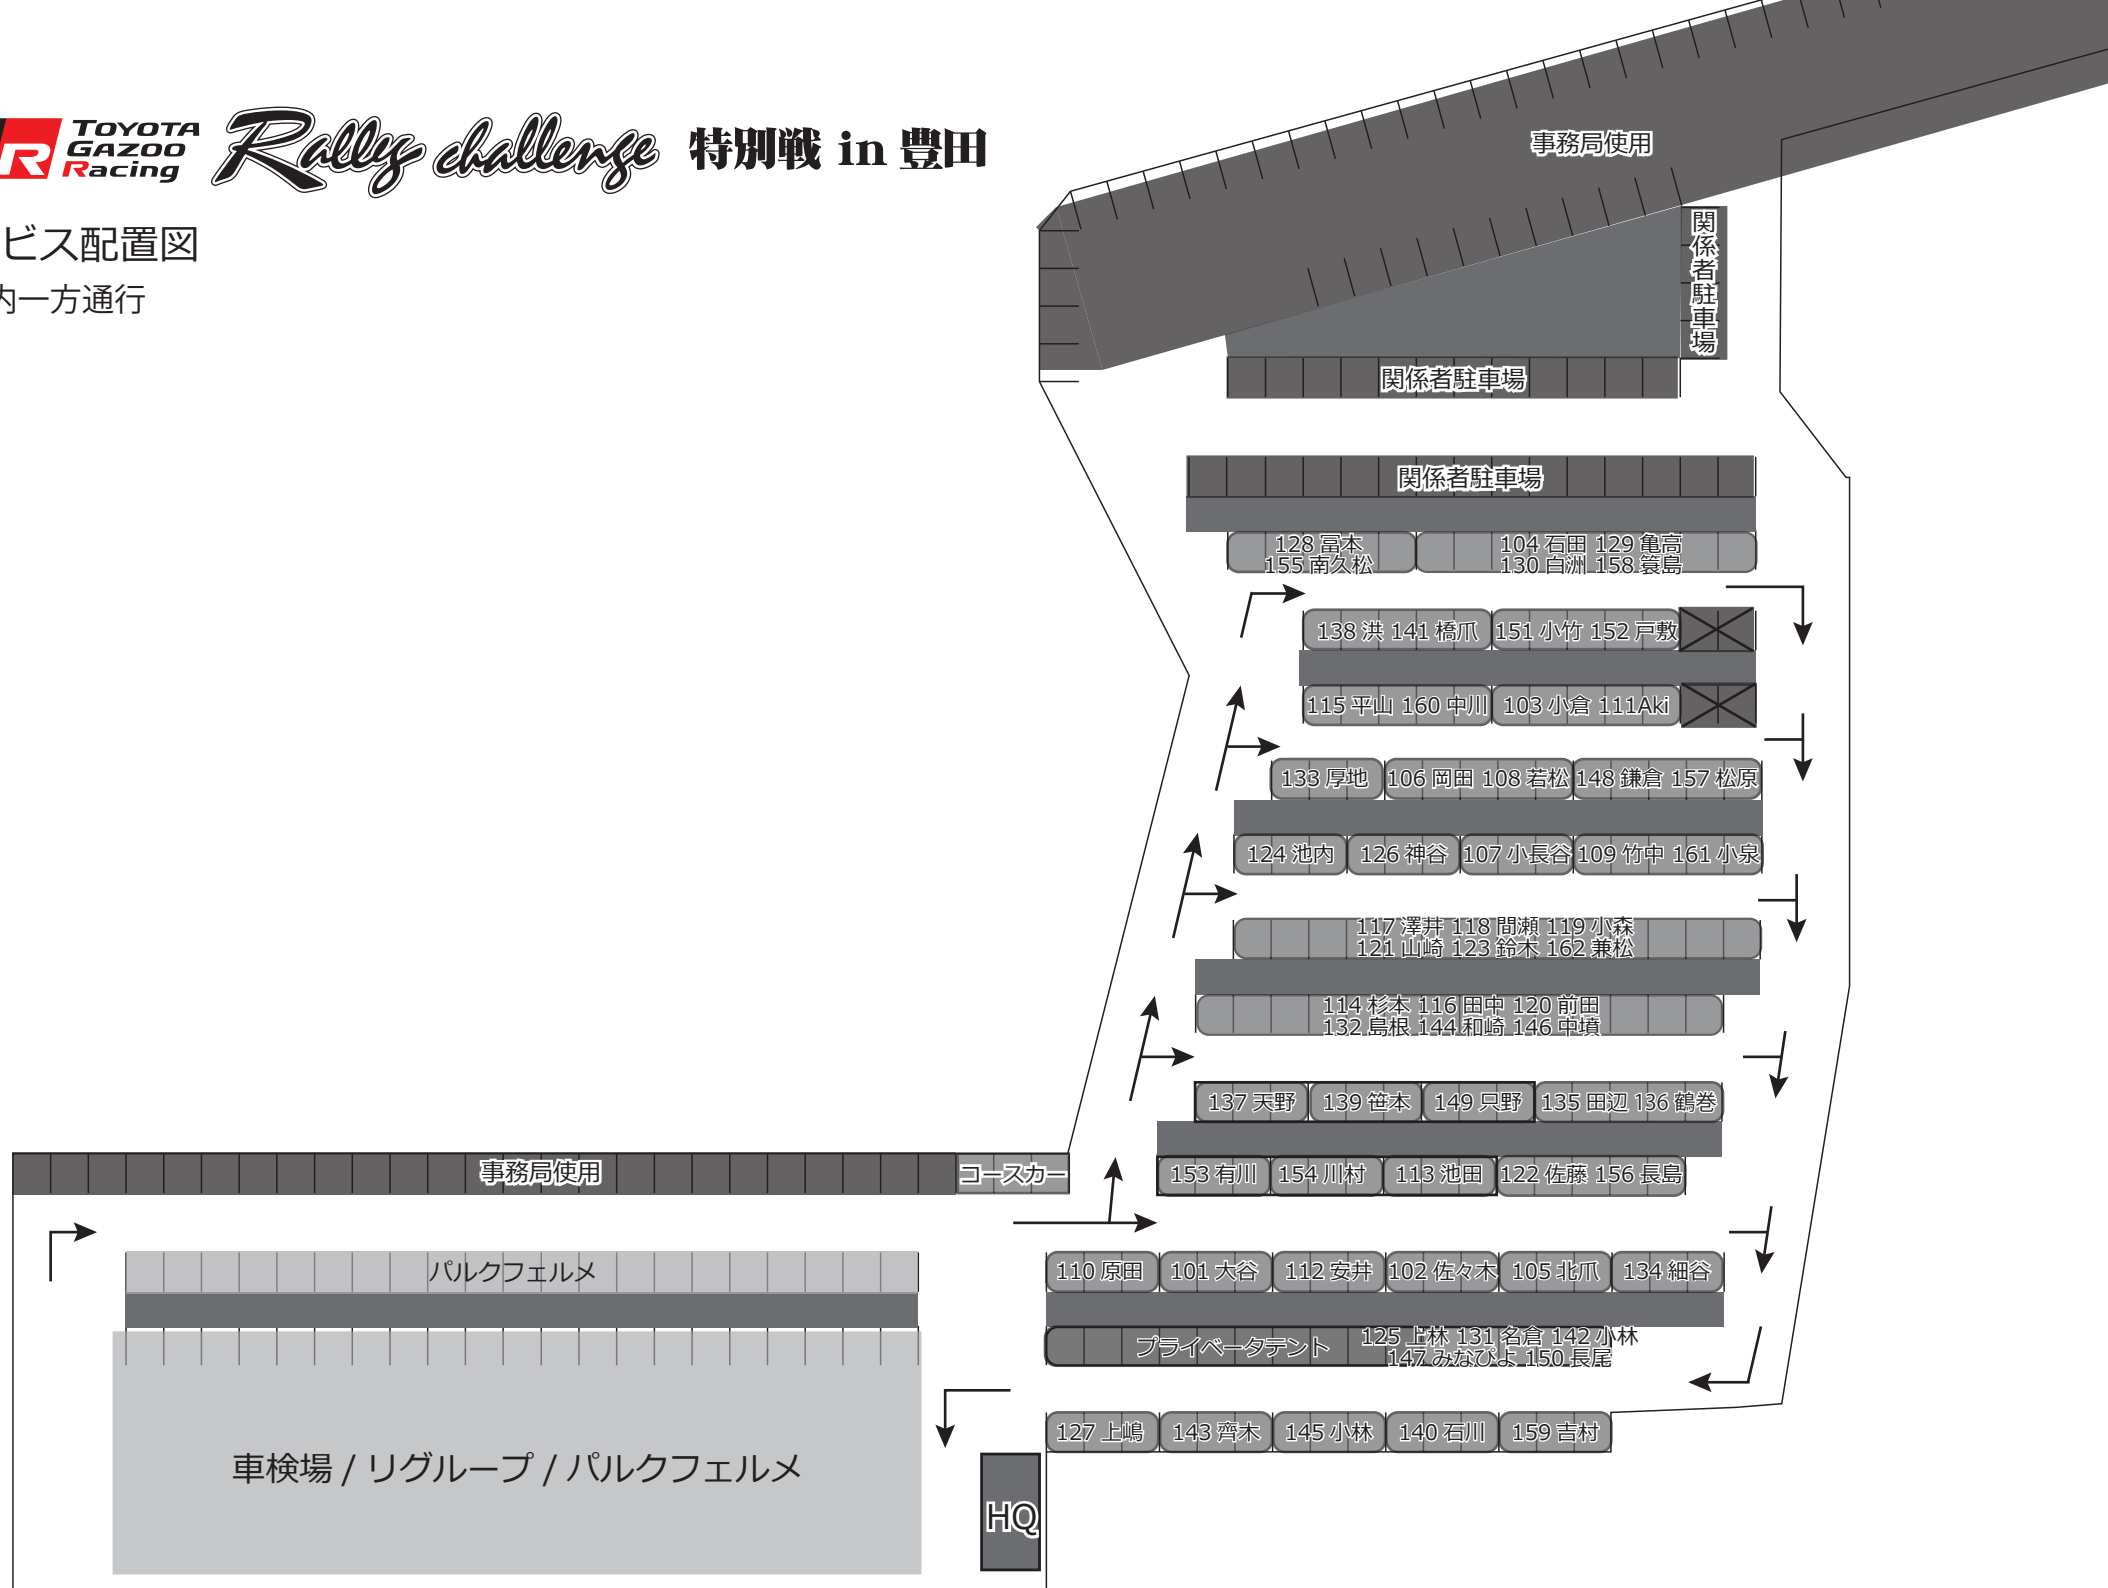 TOYOTA
GAZOO
Racing
Rally challenge 特別戦 in 豊田
ビス配置図
内一方通行
事務局使用
関係者駐車場
関係者駐車場
関係者駐車場
128 冨本
155 南久松
104 石田 129 亀高
130 白洲 158 簑島
138 洪 141 橋爪
151 小竹 152 戸敷
115 平山 160 中川
103 小倉 111Aki
133 厚地
106 岡田 108 若松
148 鎌倉 157 松原
124 池内
126 神谷
107 小長谷
109 竹中 161 小泉
117 澤井 118 間瀬 119 小森
121 山崎 123 鈴木 162 兼松
114 杉本 116 田中 120 前田
132 島根 144 和崎 146 中墳
137 天野
139 笹本
149 只野
135 田辺 136 鶴巻
事務局使用
コースカー
153 有川
154 川村
113 池田
122 佐藤 156 長島
パルクフェルメ
110 原田
101 大谷
112 安井
102 佐々木
105 北爪
134 細谷
プライベータテント
125 上林 131 名倉 142 小林
147 みなぴよ 150 長尾
127 上嶋
143 齊木
145 小林
140 石川
159 吉村
車検場 / リグループ / パルクフェルメ
HQ